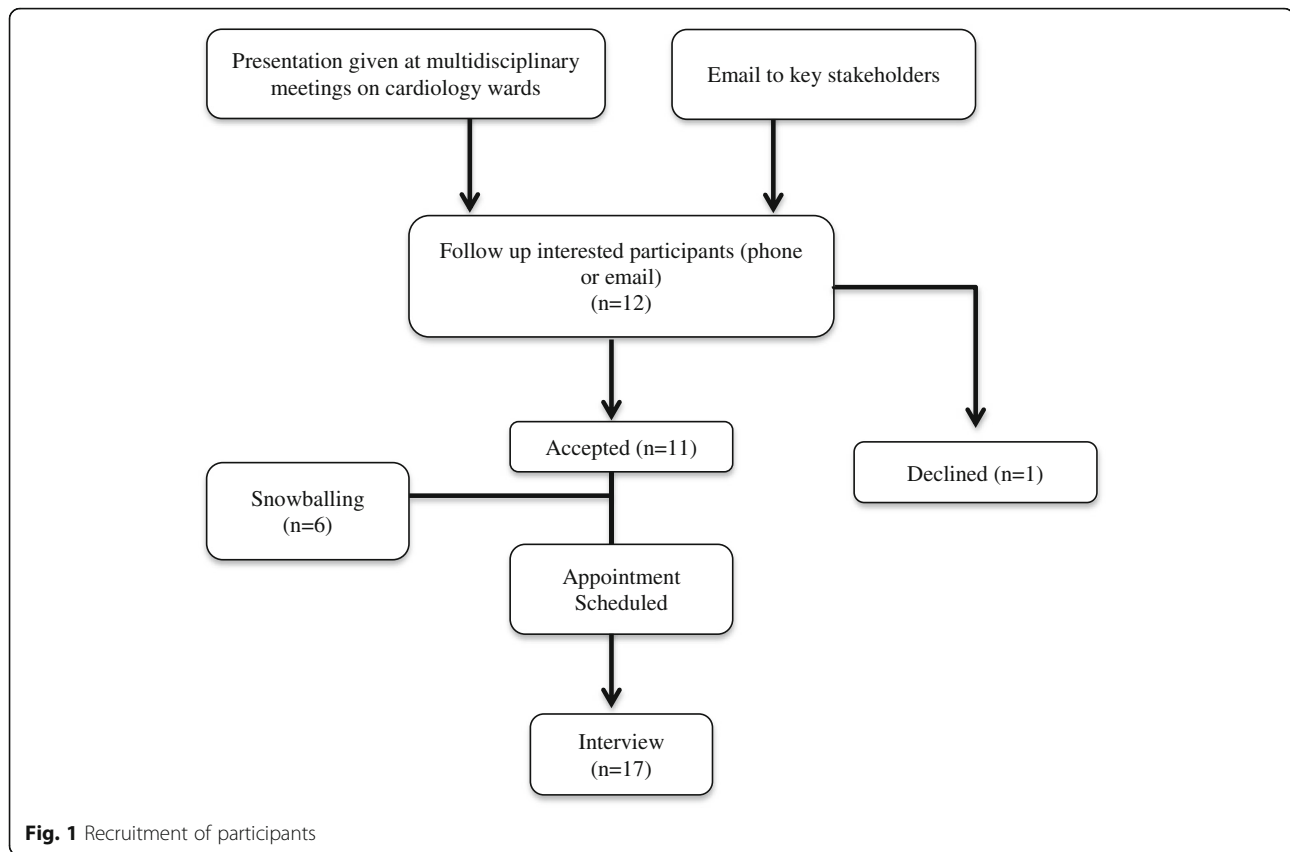 Presentation given at multidisciplinary
meetings on cardiology wards
Email to key stakeholders
Follow up interested participants (phone
or email)
(n=12)
Accepted (n=11)
Declined (n=1)
Snowballing
(n=6)
Appointment
Scheduled
Interview
(n=17)
Fig. 1 Recruitment of participants